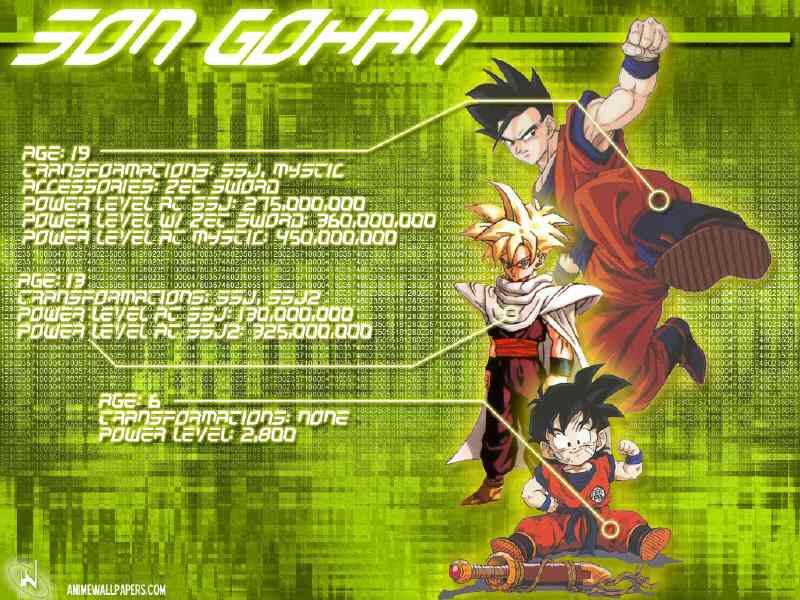 SON GOHAN
AGE: 19
TRANSFORMATIONS: SSJ, MYSTIC
ACCESSORIES: ZET SWORD
POWER LEVEL AT SSJ: 275,000,000
POWER LEVEL W/ ZET SWORD: 360,000,000
POWER LEVEL AT MYSTIC: 450,000,000
AGE: 13
TRANSFORMATIONS: SSJ, SSJ2
POWER LEVEL AT SSJ: 130,000,000
POWER LEVEL AT SSJ2: 325,000,000
AGE: 6
TRANSFORMATIONS: NONE
POWER LEVEL: 2,800
W
ANIMEWALLPAPERS.COM